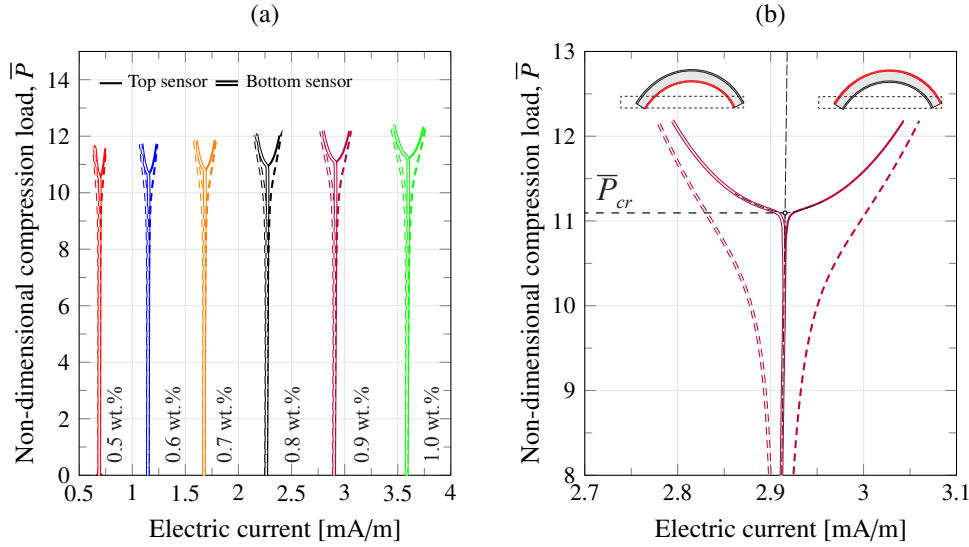 (a)
Non-dimensional compression load, P̅
14
12
10
8
6
4
2
0
Top sensor
Bottom sensor
0.5 wt.%
0.6 wt.%
0.7 wt.%
0.8 wt.%
0.9 wt.%
1.0 wt.%
0.5 1 1.5 2 2.5 3 3.5 4
Electric current [mA/m]
(b)
Non-dimensional compression load, P̅
13
12
11
10
9
8
P̅cr
2.7 2.8 2.9 3 3.1
Electric current [mA/m]